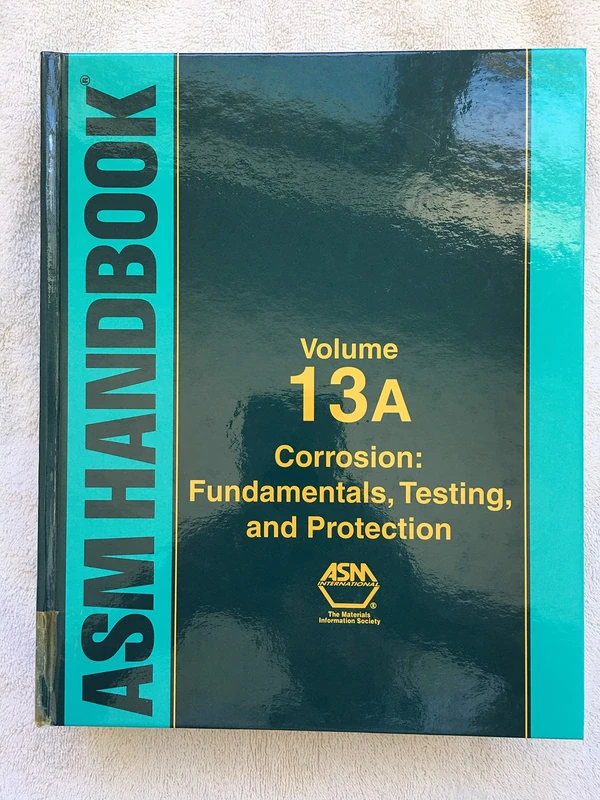 ASM HANDBOOK®
Volume
13A
Corrosion:
Fundamentals, Testing,
and Protection
ASM
INTERNATIONAL
®
The Materials
Information Society